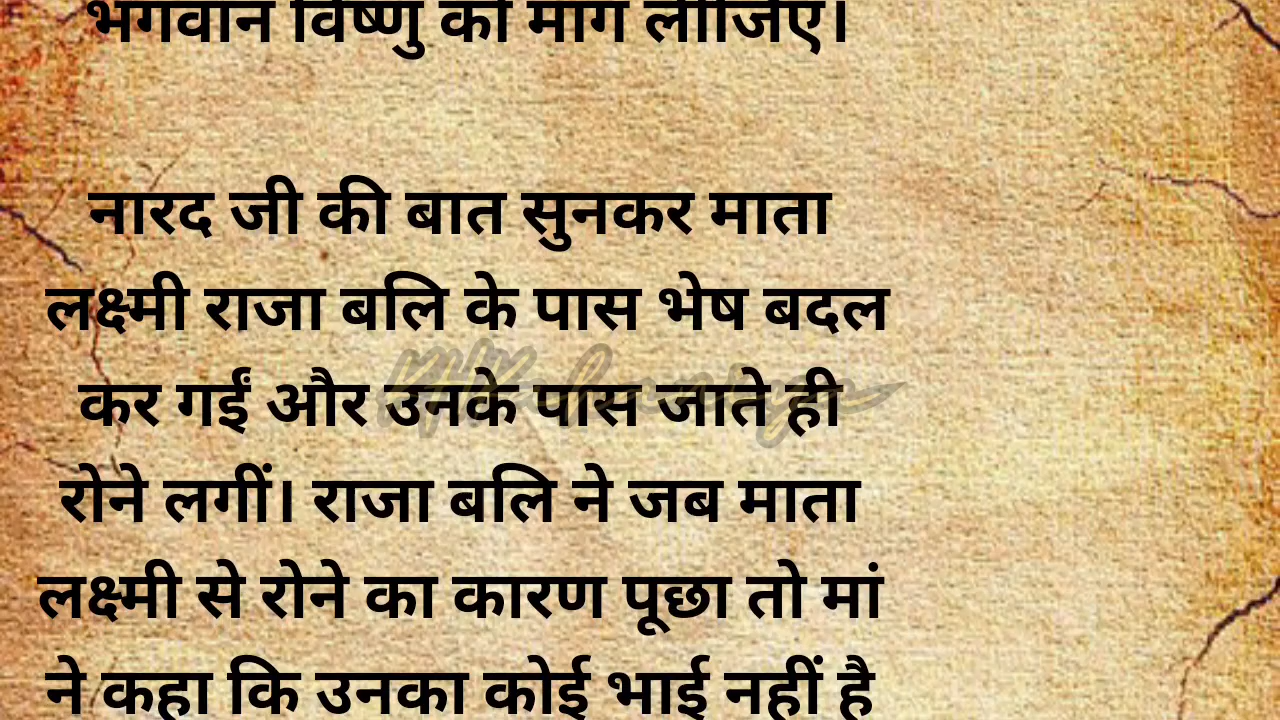 भगवान विष्णु को मांग लीजिए।
नारद जी की बात सुनकर माता
लक्ष्मी राजा बलि के पास भेष बदल
कर गईं और उनके पास जाते ही
रोने लगीं। राजा बलि ने जब माता
लक्ष्मी से रोने का कारण पूछा तो मां
ने कहा कि उनका कोई भाई नहीं है